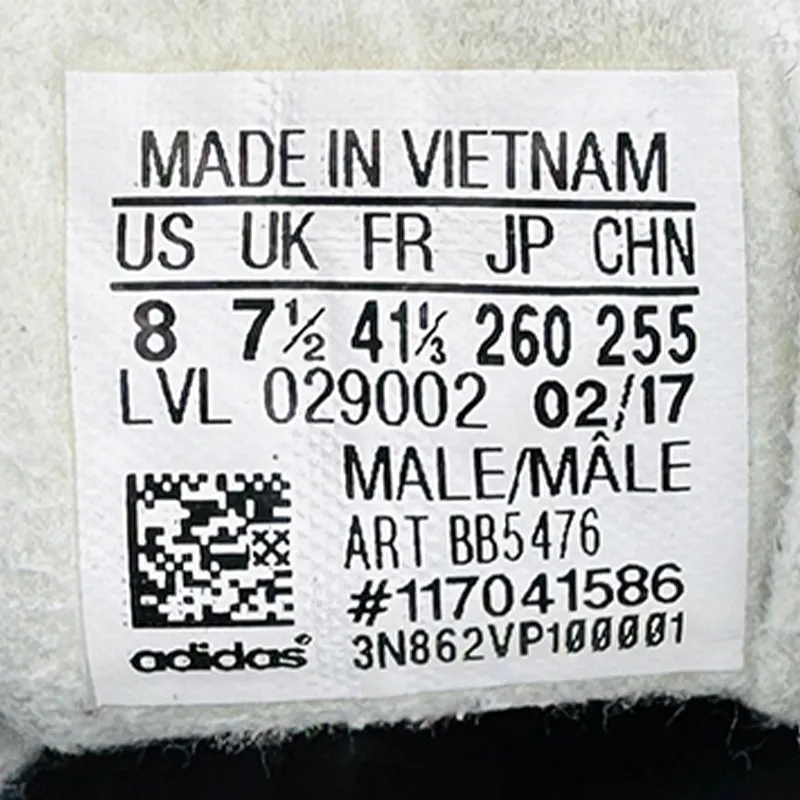 MADE IN VIETNAM
US UK FR JP CHN
8 7½ 41⅓ 260 255
LVL 029002 02/17
MALE/MÂLE
ART BB5476
#117041586
3N862VP100001
adidas